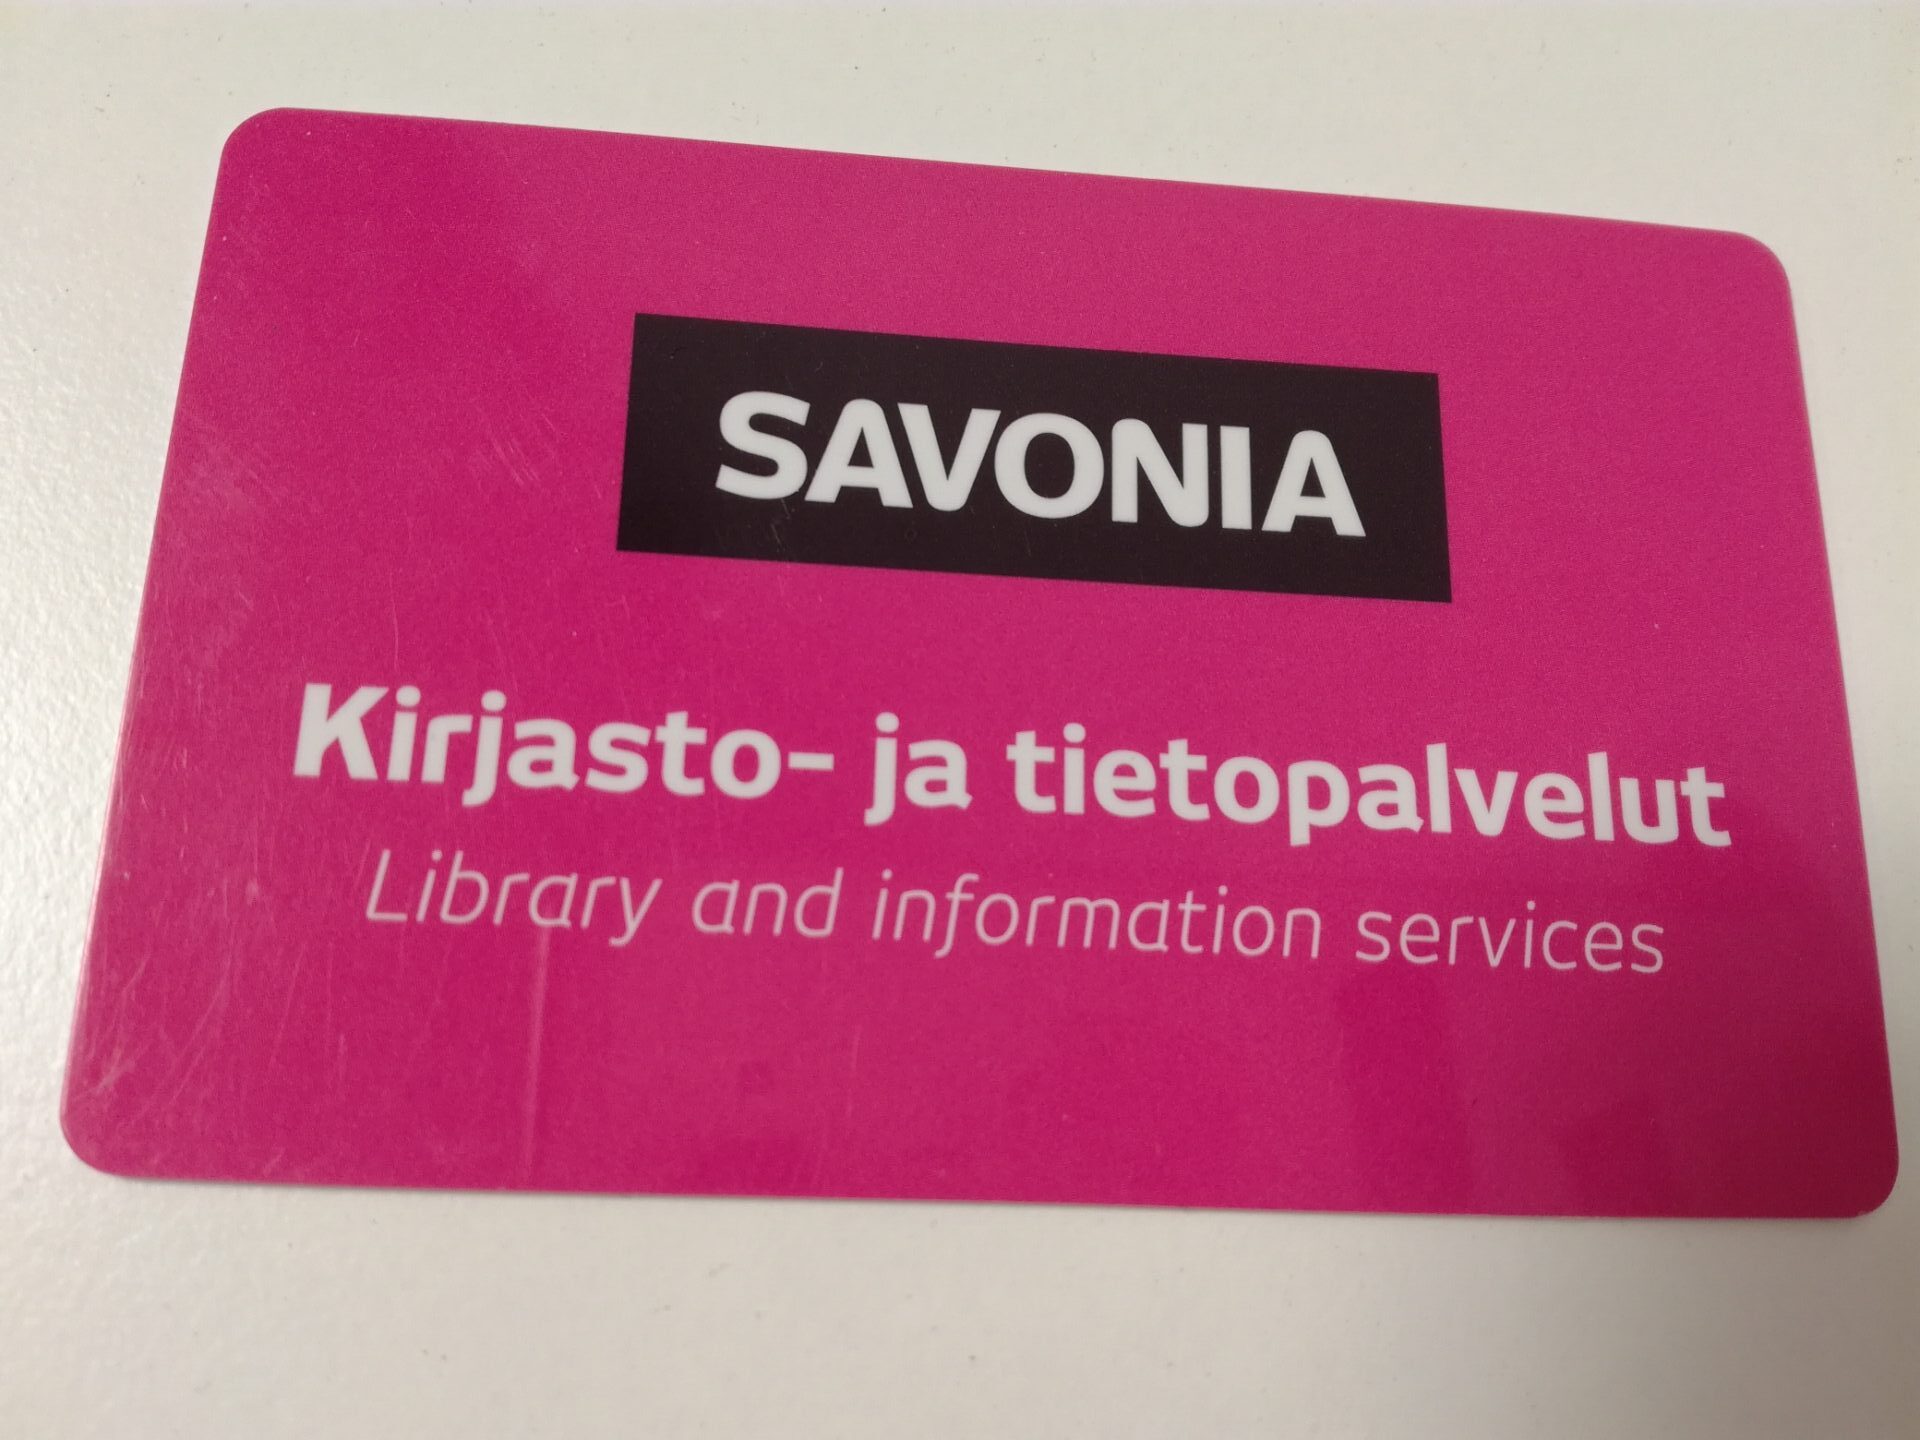 SAVONIA
Kirjasto- ja tietopalvelut
Library and information services